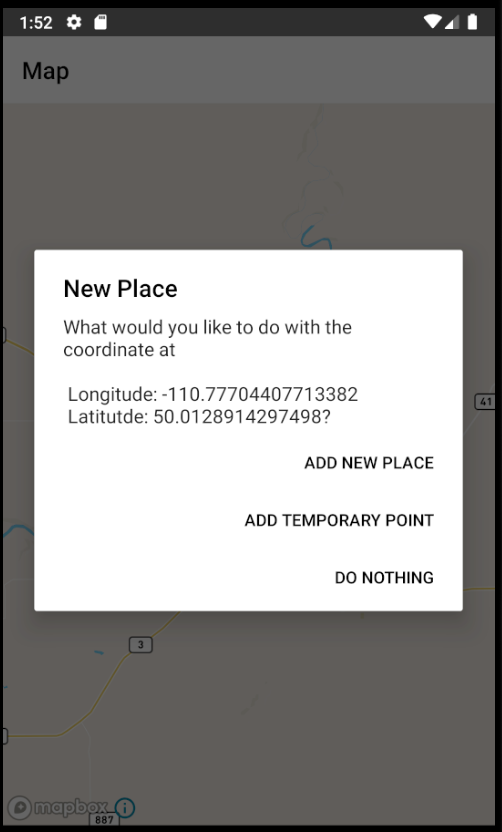 1:52
Map
New Place
What would you like to do with the
coordinate at
Longitude: -110.77704407713382
Latitutde: 50.0128914297498?
41
ADD NEW PLACE
ADD TEMPORARY POINT
DO NOTHING
3
mapbox
887